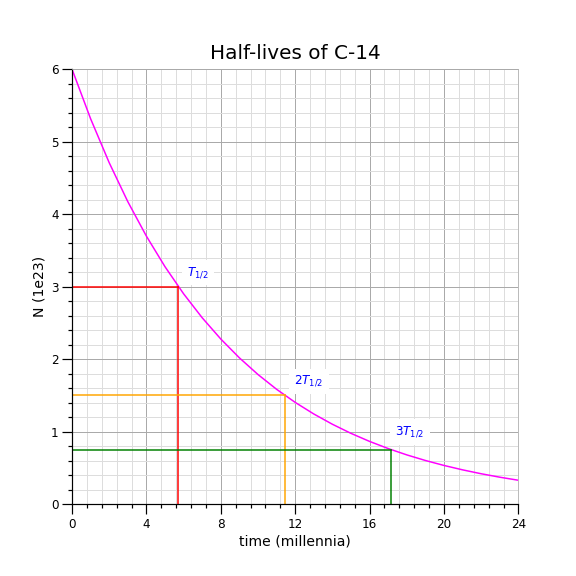 Half-lives of C-14
6
5
4
3
2
1
0
N (1e23)
T1/2
2T1/2
3T1/2
0 4 8 12 16 20 24
time (millennia)